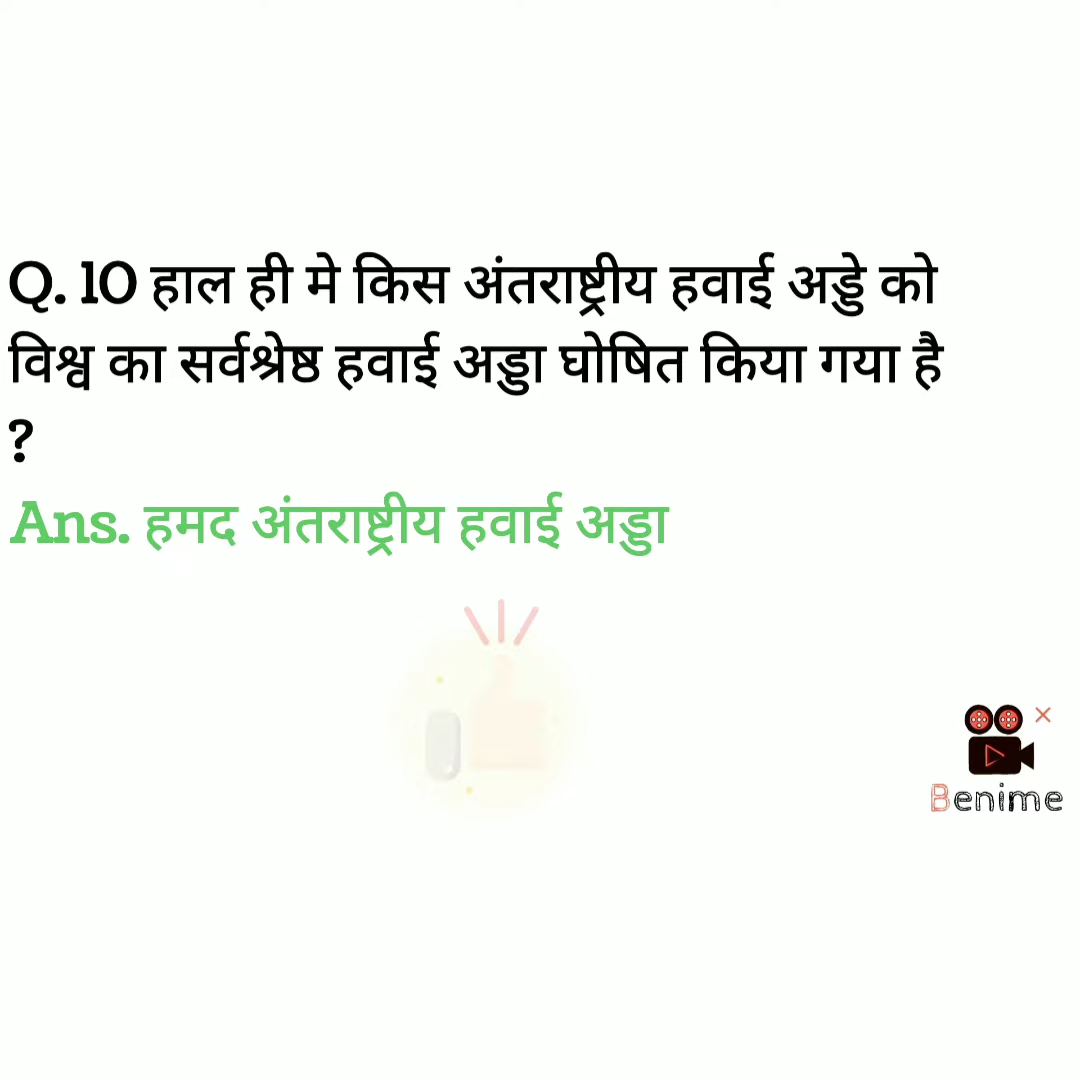 Q. 10 हाल ही मे किस अंतराष्ट्रीय हवाई अड्डे को
विश्व का सर्वश्रेष्ठ हवाई अड्डा घोषित किया गया है
?
Ans. हमद अंतराष्ट्रीय हवाई अड्डा
Benime